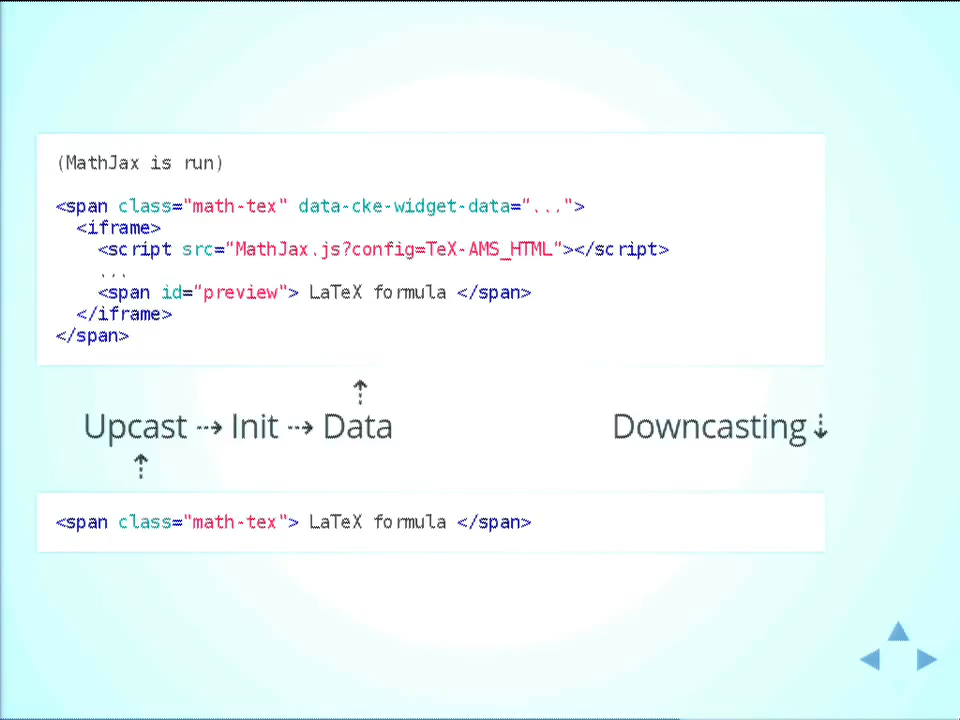 (MathJax is run)
<span class="math-tex" data-cke-widget-data="...">
<iframe>
<script src="MathJax.js?config=TeX-AMS_HTML"></script>
...
<span id="preview"> LaTeX formula </span>
</iframe>
</span>
Upcast ⇢ Init ⇢ Data Downcasting⇣
<span class="math-tex"> LaTeX formula </span>